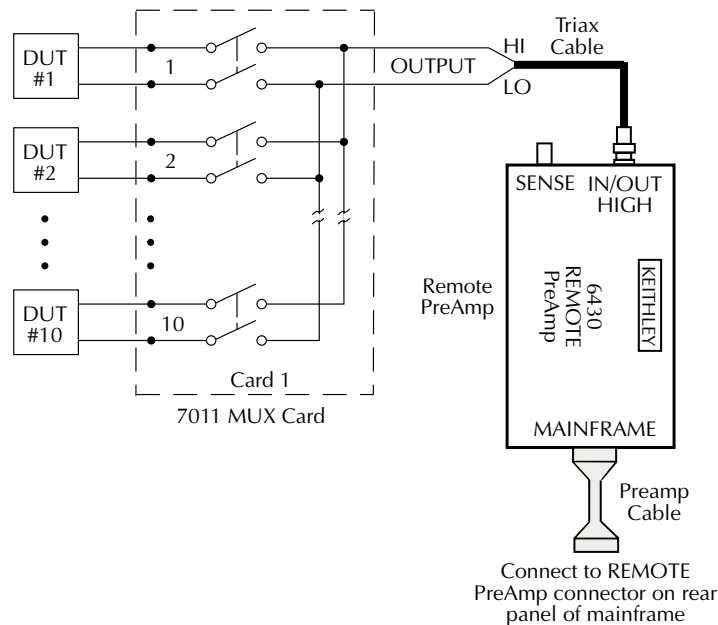 DUT
#1
1
DUT
#2
2
DUT
#10
10
Card 1
7011 MUX Card
OUTPUT
HI
LO
Triax
Cable
SENSE
IN/OUT
HIGH
Remote
PreAmp
6430
REMOTE
PreAmp
KEITHLEY
MAINFRAME
Preamp
Cable
Connect to REMOTE
PreAmp connector on rear
panel of mainframe